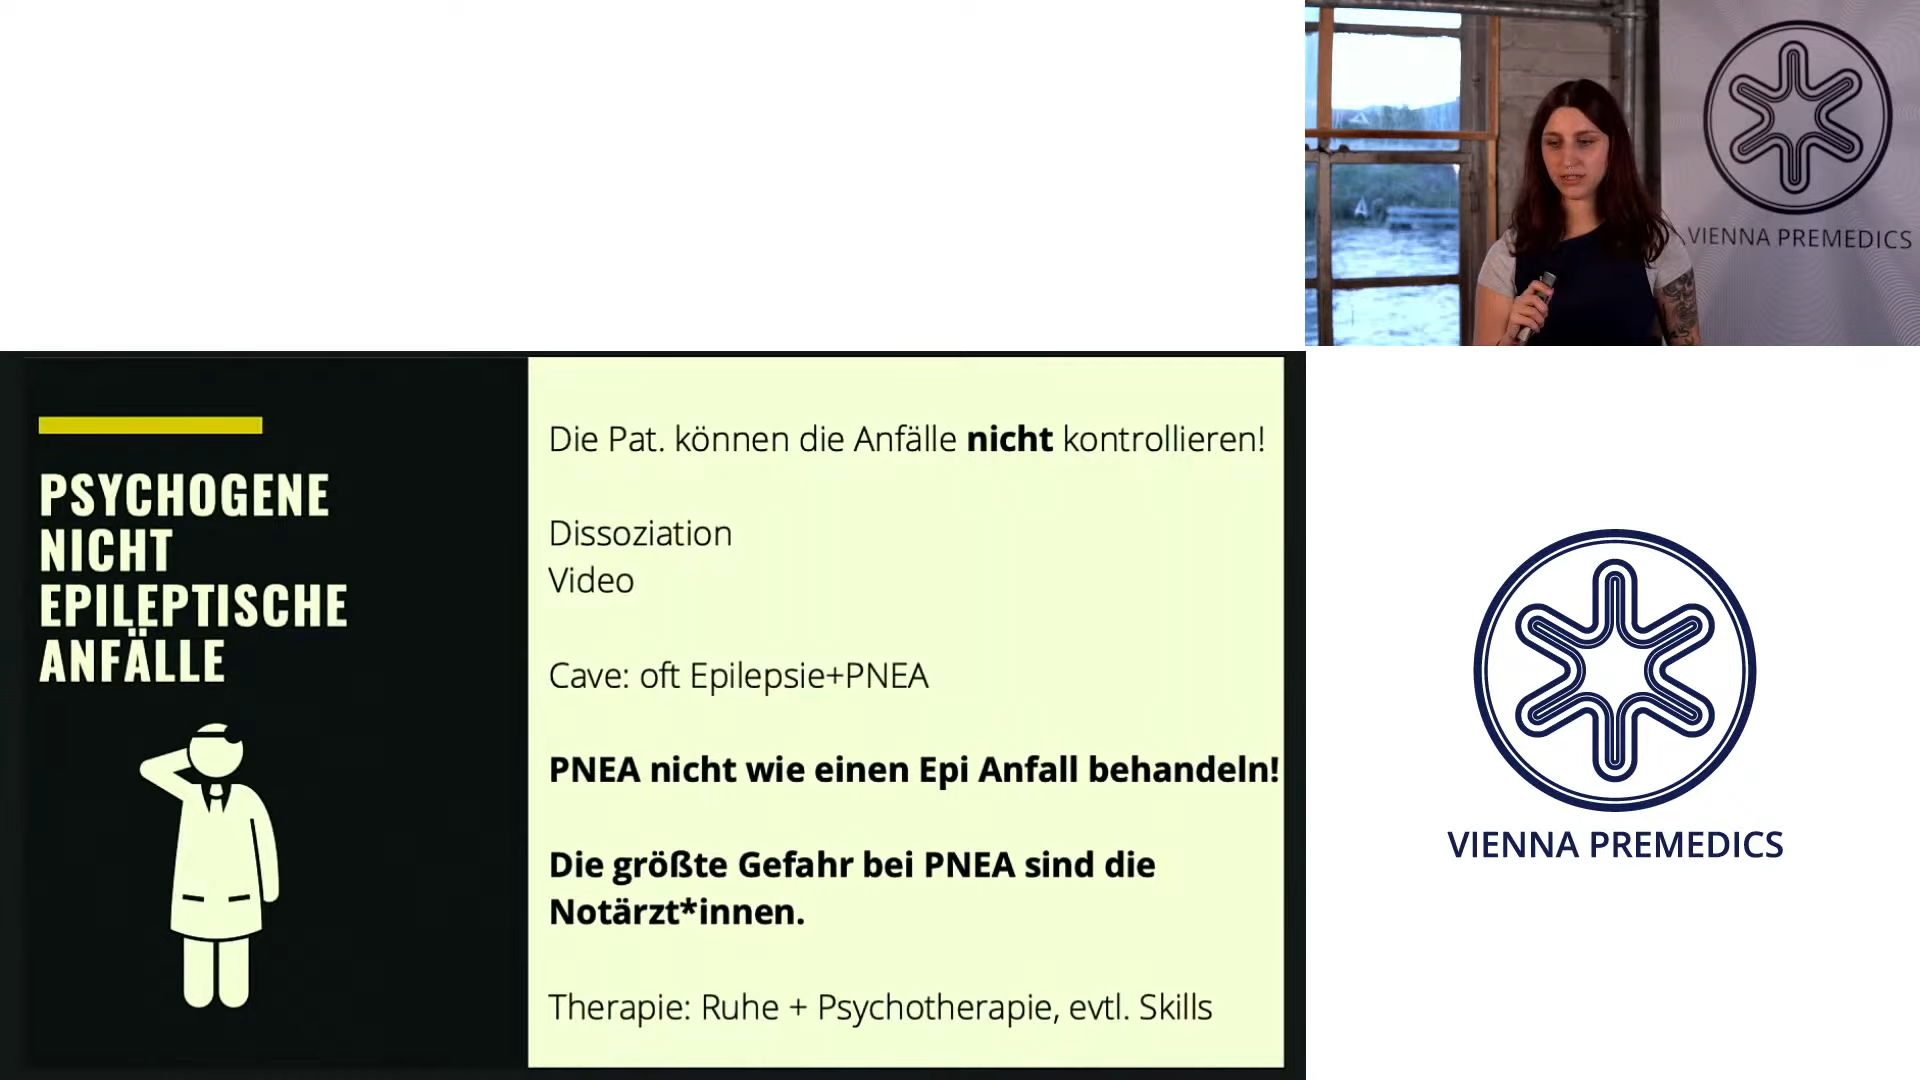 VIENNA PREMEDICS
PSYCHOGENE
NICHT
EPILEPTISCHE
ANFÄLLE
Die Pat. können die Anfälle nicht kontrollieren!
Dissoziation
Video
Cave: oft Epilepsie+PNEA
PNEA nicht wie einen Epi Anfall behandeln!
Die größte Gefahr bei PNEA sind die
Notärzt*innen.
Therapie: Ruhe + Psychotherapie, evtl. Skills
VIENNA PREMEDICS